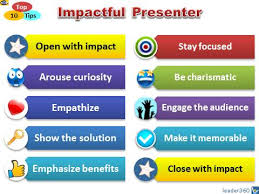 Top
10 Tips
Impactful Presenter
Open with impact
Stay focused
Arouse curiosity
Be charismatic
Empathize
Engage the audience
Show the solution
Make it memorable
Emphasize benefits
Close with impact
leader360